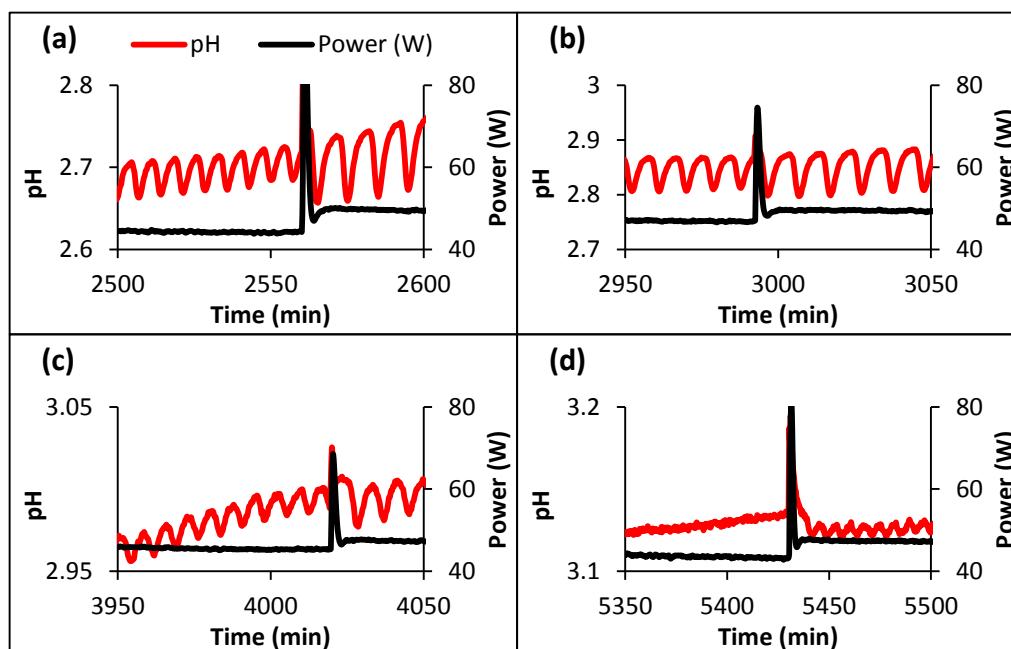 (a) pH Power (W)
2.8
2.7
2.6
pH
80
60
40
Power (W)
2500 2550 2600
Time (min)
(b)
3
2.9
2.8
2.7
pH
80
60
40
Power (W)
2950 3000 3050
Time (min)
(c)
3.05
2.95
pH
80
60
40
Power (W)
3950 4000 4050
Time (min)
(d)
3.2
3.1
pH
80
60
40
Power (W)
5350 5400 5450 5500
Time (min)